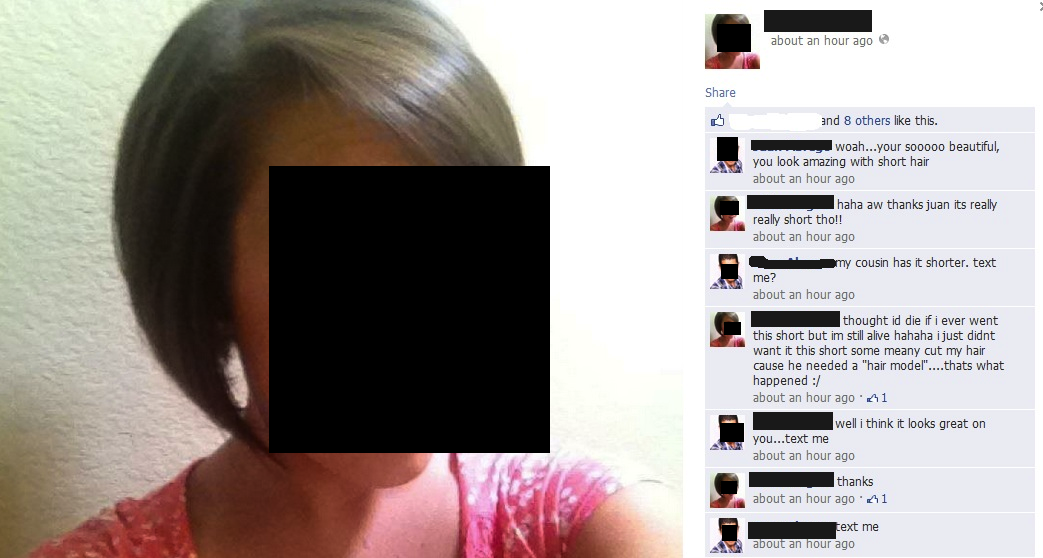 about an hour ago
Share
and 8 others like this.
woah...your sooooo beautiful,
you look amazing with short hair
about an hour ago
haha aw thanks juan its really
really short tho!!
about an hour ago
my cousin has it shorter. text
me?
about an hour ago
thought id die if i ever went
this short but im still alive hahaha i just didnt
want it this short some meany cut my hair
cause he needed a "hair model"....thats what
happened :/
about an hour ago · 1
well i think it looks great on
you...text me
about an hour ago
thanks
about an hour ago · 1
text me
about an hour ago